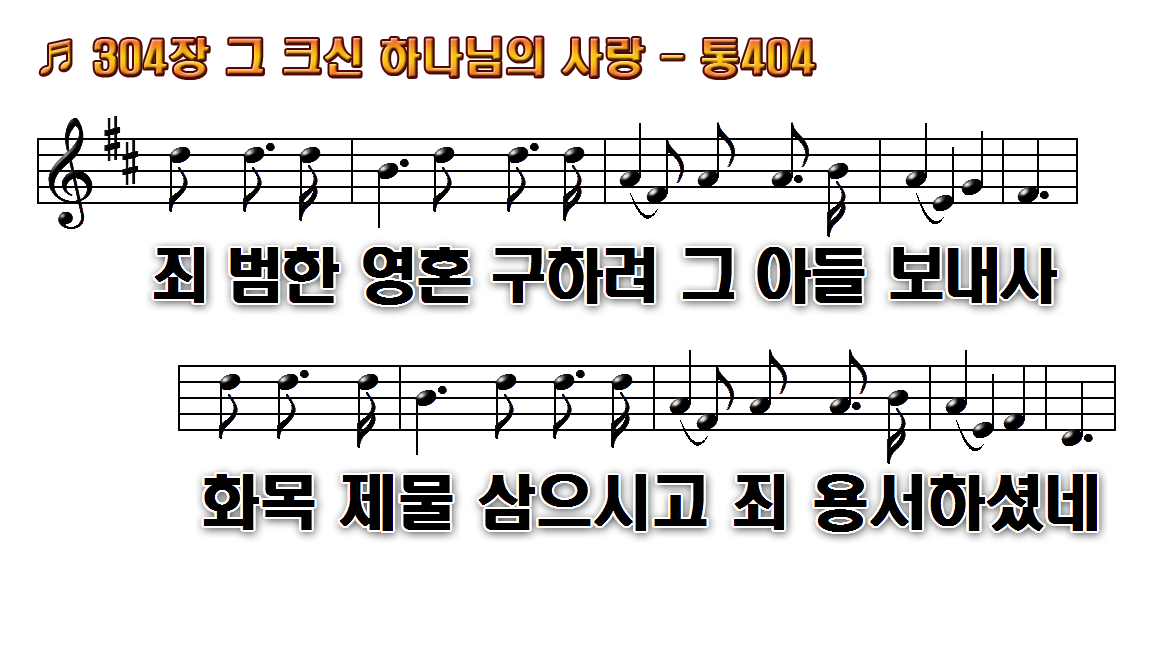 304장 그 크신 하나님의 사랑 - 통404
죄 범한 영혼 구하려 그 아들 보내사
화목 제물 삼으시고 죄 용서하셨네